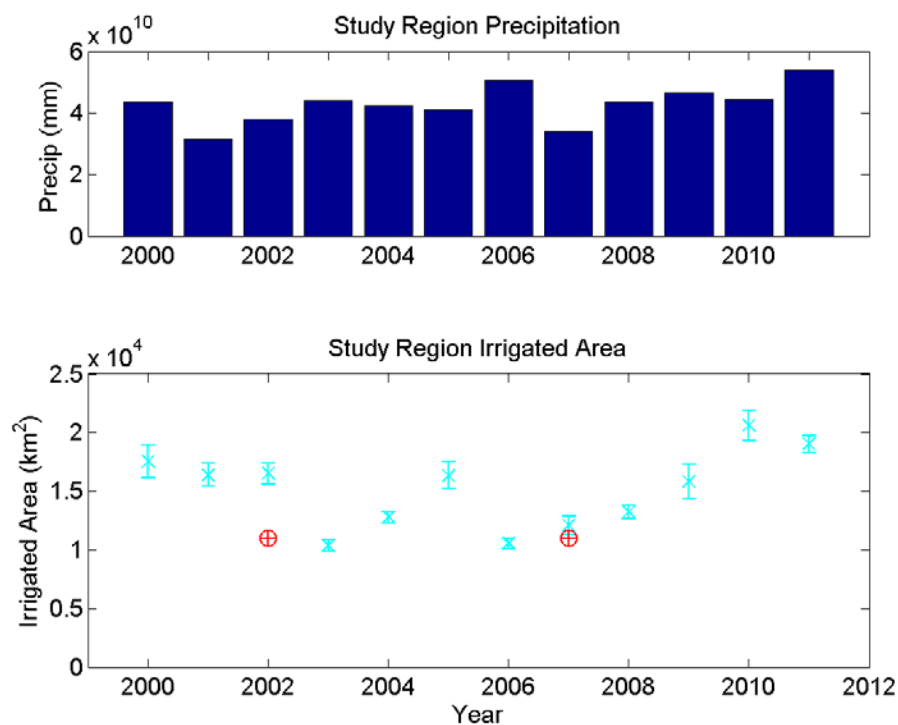 x 10^10
Study Region Precipitation
Precip (mm)
6
4
2
0
2000 2002 2004 2006 2008 2010
x 10^4
Study Region Irrigated Area
Irrigated Area (km^2)
2.5
2
1.5
1
0.5
0
2000 2002 2004 2006 2008 2010 2012
Year